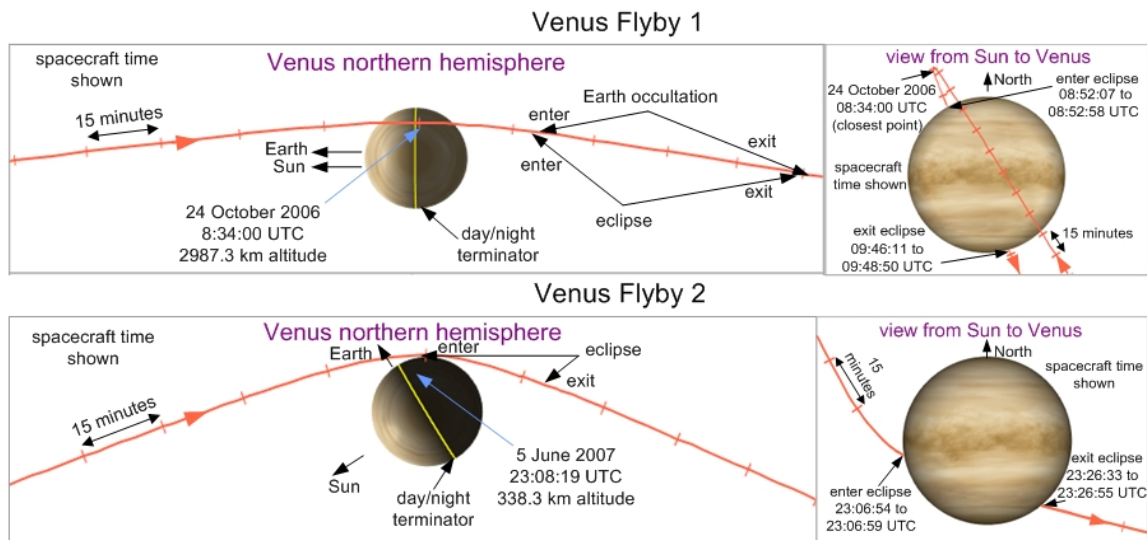 Venus Flyby 1
spacecraft time
shown
15 minutes
Venus northern hemisphere
Earth
Sun
24 October 2006
8:34:00 UTC
2987.3 km altitude
day/night
terminator
enter
Earth occultation
exit
enter
exit
eclipse
view from Sun to Venus
North
24 October 2006
08:34:00 UTC
(closest point)
enter eclipse
08:52:07 to
08:52:58 UTC
spacecraft
time shown
exit eclipse
09:46:11 to
09:48:50 UTC
15 minutes
Venus Flyby 2
spacecraft time
shown
15 minutes
Venus northern hemisphere
Earth
enter
eclipse
exit
Sun
5 June 2007
23:08:19 UTC
338.3 km altitude
day/night
terminator
view from Sun to Venus
North
15
minutes
spacecraft time
shown
enter eclipse
23:06:54 to
23:06:59 UTC
exit eclipse
23:26:33 to
23:26:55 UTC